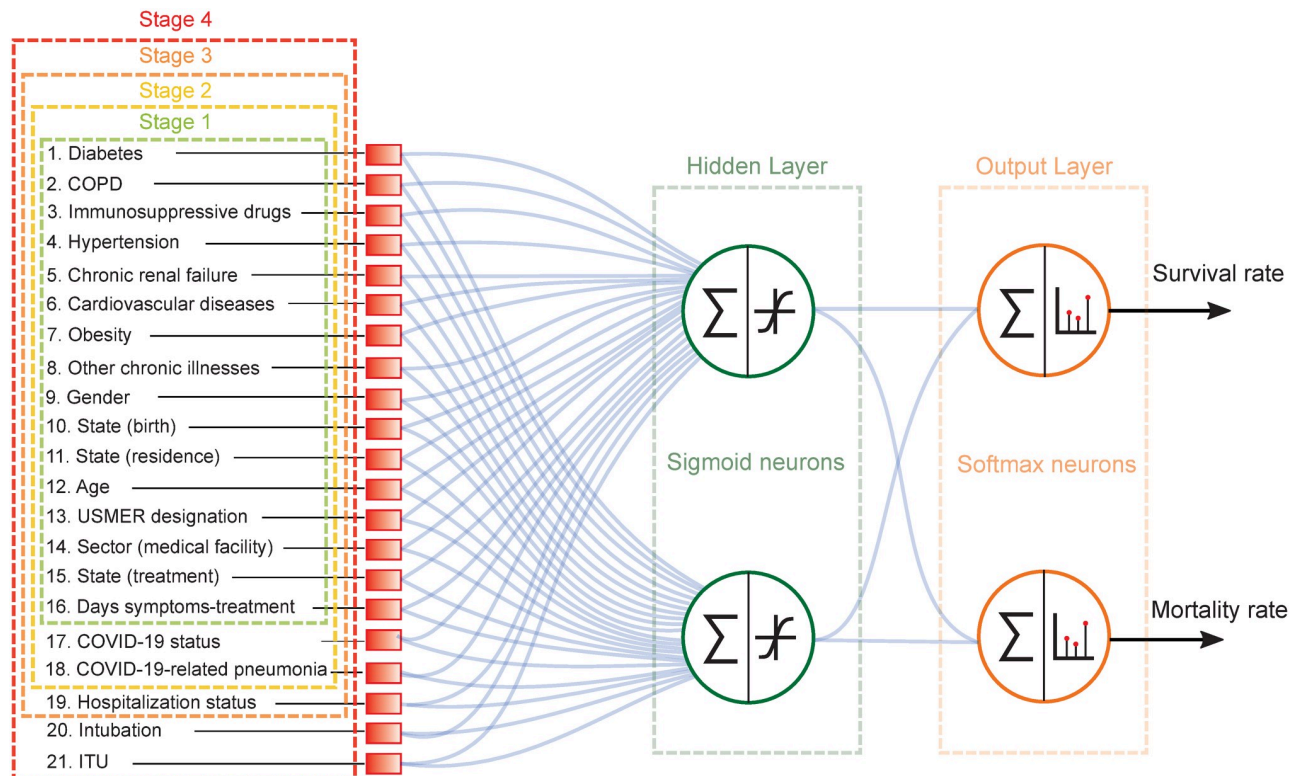 Stage 4
Stage 3
Stage 2
Stage 1
1. Diabetes
2. COPD
3. Immunosuppressive drugs
4. Hypertension
5. Chronic renal failure
6. Cardiovascular diseases
7. Obesity
8. Other chronic illnesses
9. Gender
10. State (birth)
11. State (residence)
12. Age
13. USMER designation
14. Sector (medical facility)
15. State (treatment)
16. Days symptoms-treatment
17. COVID-19 status
18. COVID-19-related pneumonia
19. Hospitalization status
20. Intubation
21. ITU
Hidden Layer
∑
Sigmoid neurons
∑
Output Layer
∑
Softmax neurons
∑
Survival rate
Mortality rate